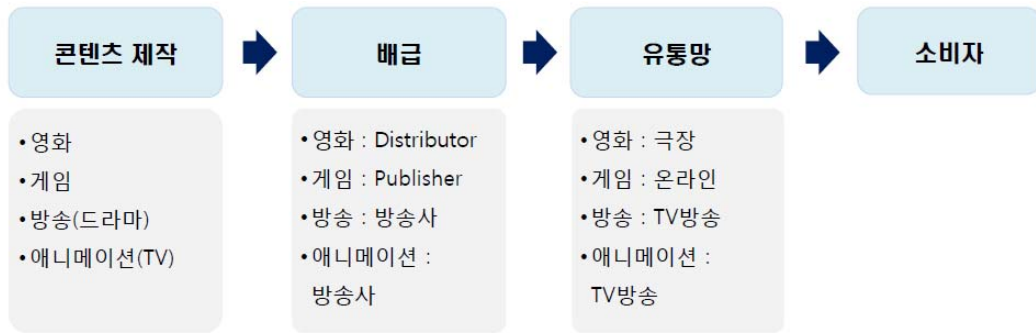 콘텐츠 제작
배급
유통망
소비자
•영화
•게임
•방송(드라마)
•애니메이션(TV)
•영화 : Distributor
•게임 : Publisher
•방송 : 방송사
•애니메이션 :
방송사
•영화 : 극장
•게임 : 온라인
•방송 : TV방송
•애니메이션 :
TV방송